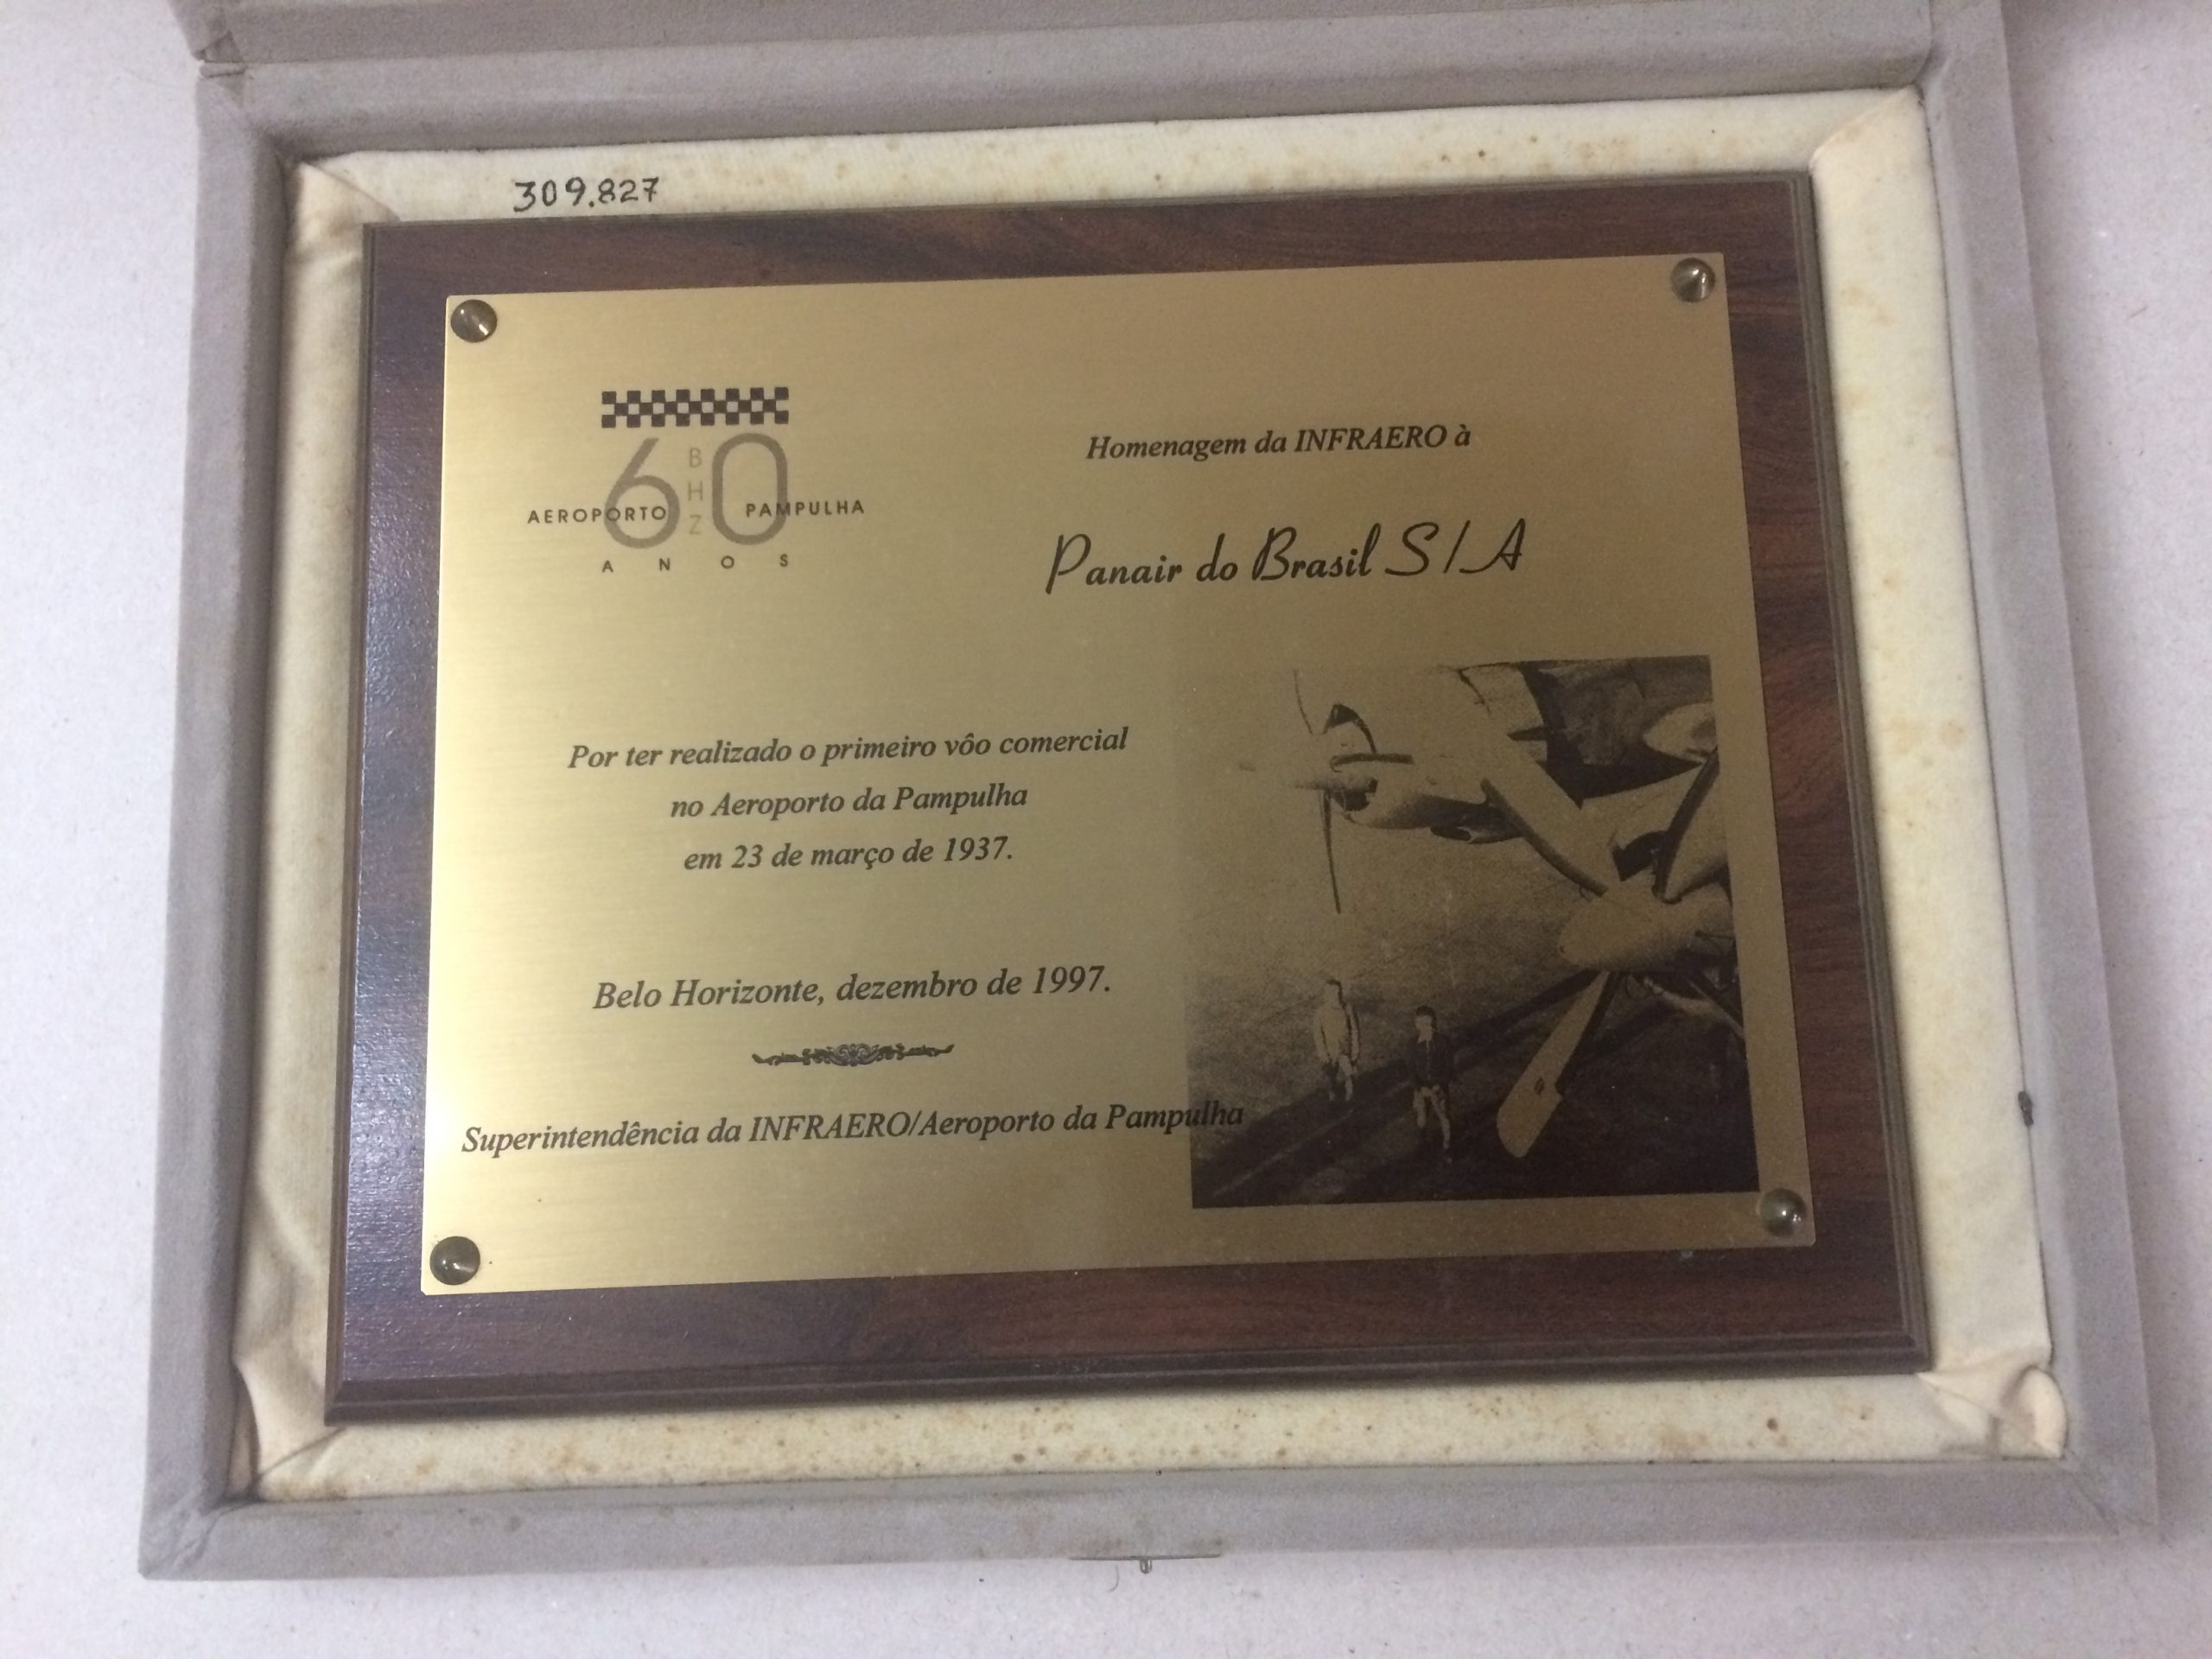 309.827
60
BHZ
AEROPORTO PAMPULHA
ANOS
Homenagem da INFRAERO à
Panair do Brasil S/A
Por ter realizado o primeiro vôo comercial
no Aeroporto da Pampulha
em 23 de março de 1937.
Belo Horizonte, dezembro de 1997.
Superintendência da INFRAERO/Aeroporto da Pampulha